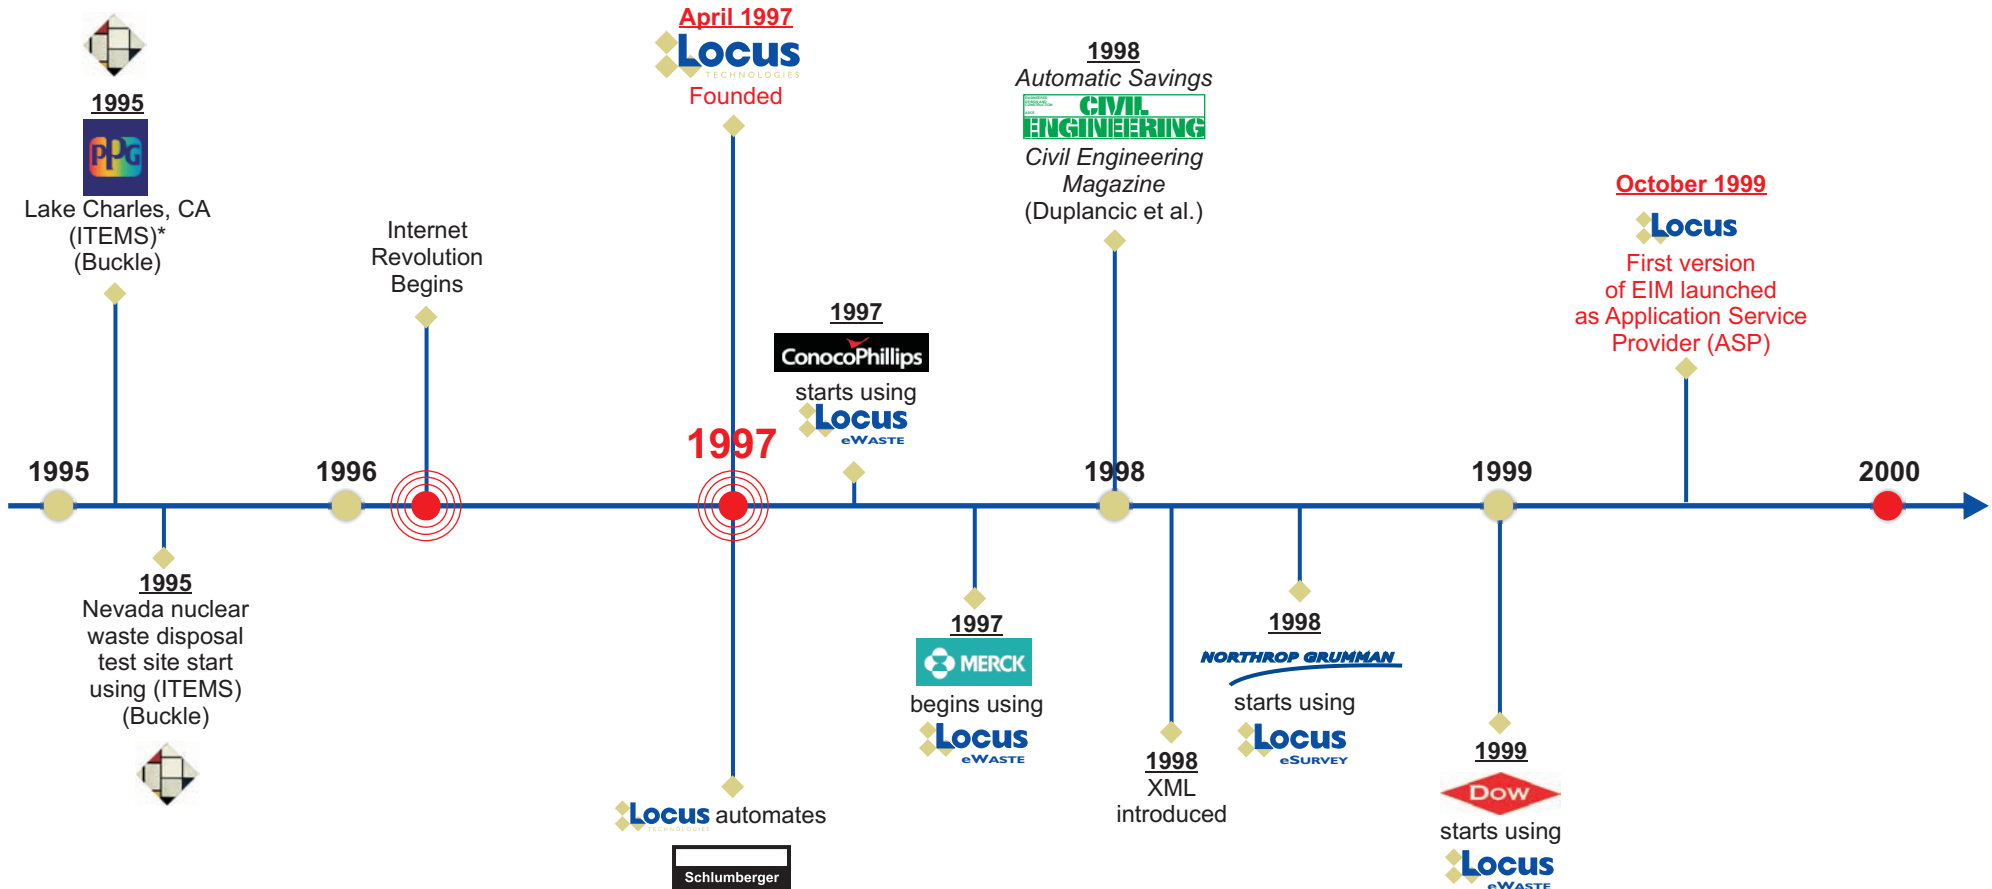 1995
PPG
Lake Charles, CA
(ITEMS)*
(Buckle)
Internet
Revolution
Begins
April 1997
Locus
TECHNOLOGIES
Founded
1997
ConocoPhillips
starts using
Locus
eWASTE
1998
Automatic Savings
CIVIL
ENGINEERING
Civil Engineering
Magazine
(Duplancic et al.)
October 1999
Locus
First version
of EIM launched
as Application Service
Provider (ASP)
1995
1996
1997
1998
1999
2000
1995
Nevada nuclear
waste disposal
test site start
using (ITEMS)
(Buckle)
Locus automates
TECHNOLOGIES
Schlumberger
1997
MERCK
begins using
Locus
eWASTE
1998
XML
introduced
1998
NORTHROP GRUMMAN
starts using
Locus
eSURVEY
1999
DOW
starts using
Locus
eWASTE